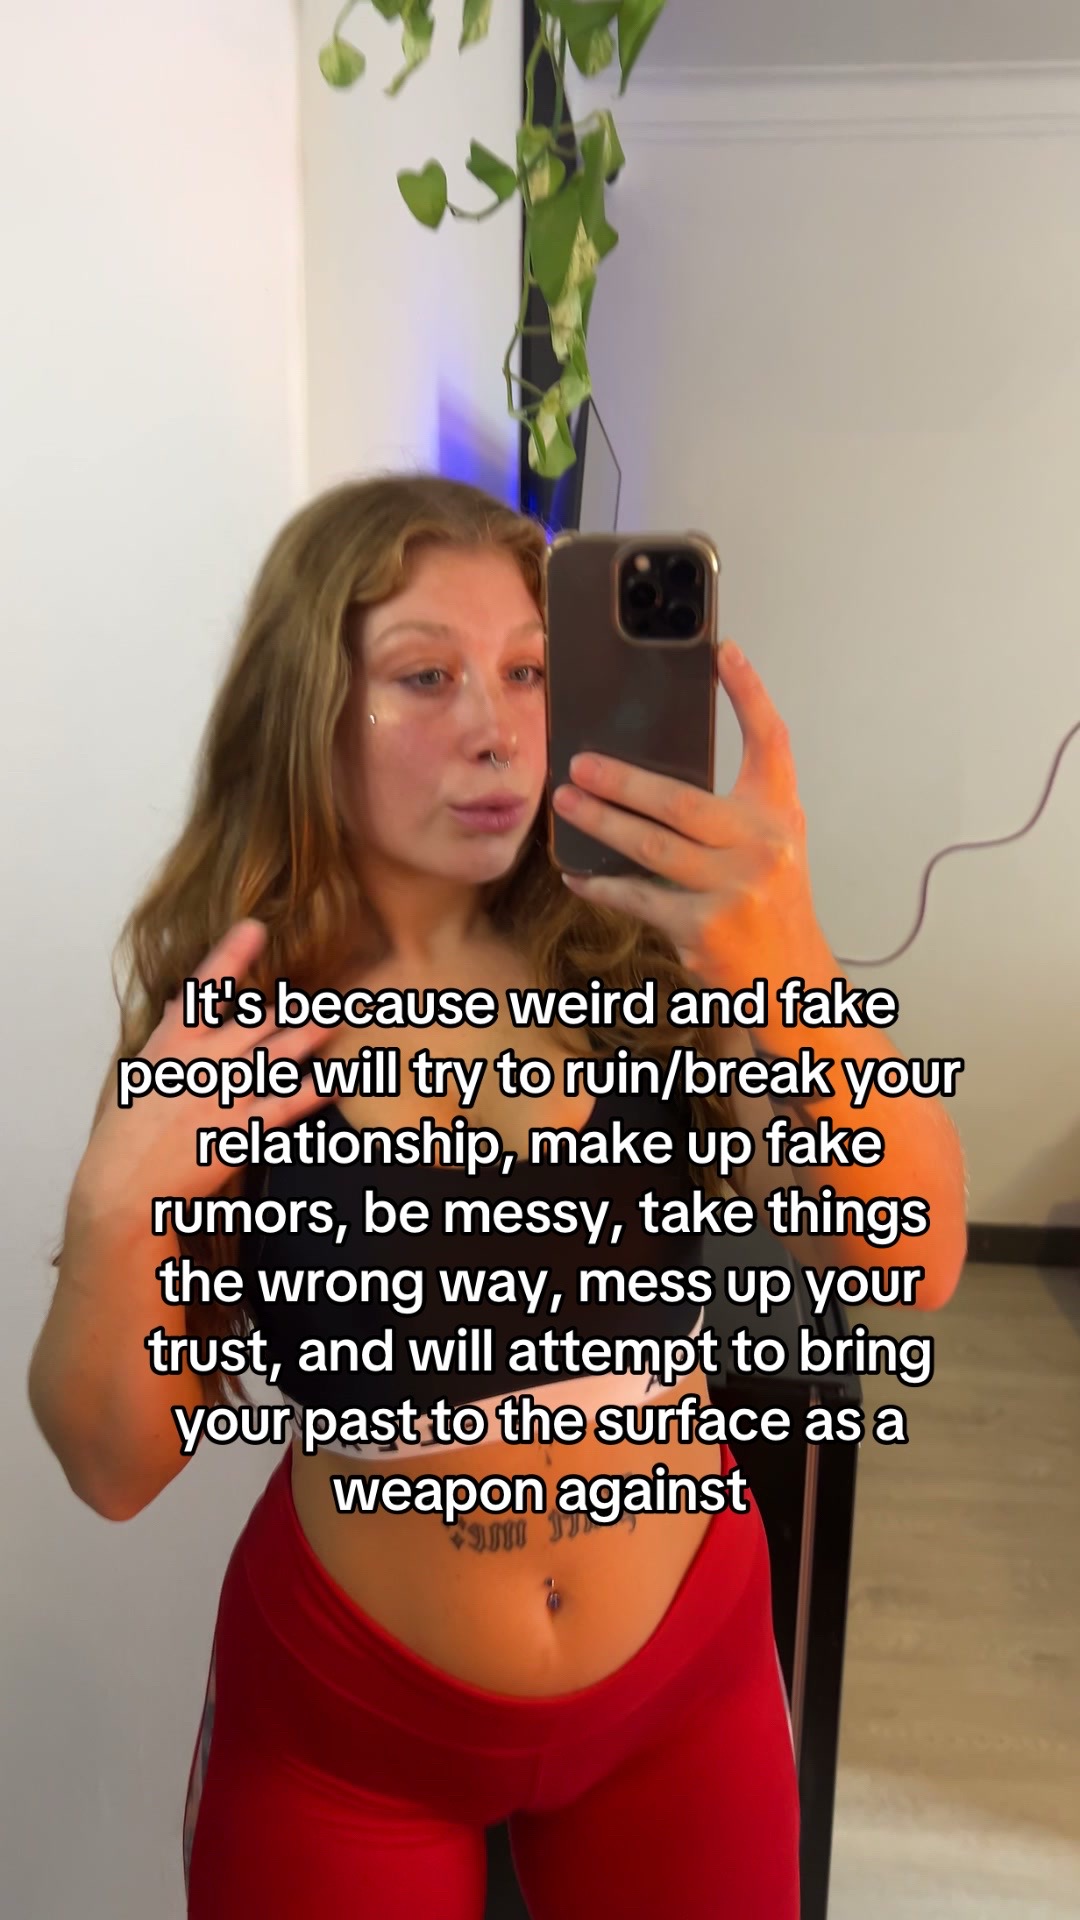 It's because weird and fake
people will try to ruin/break your
relationship, make up fake
rumors, be messy, take things
the wrong way, mess up your
trust, and will attempt to bring
your past to the surface as a
weapon against